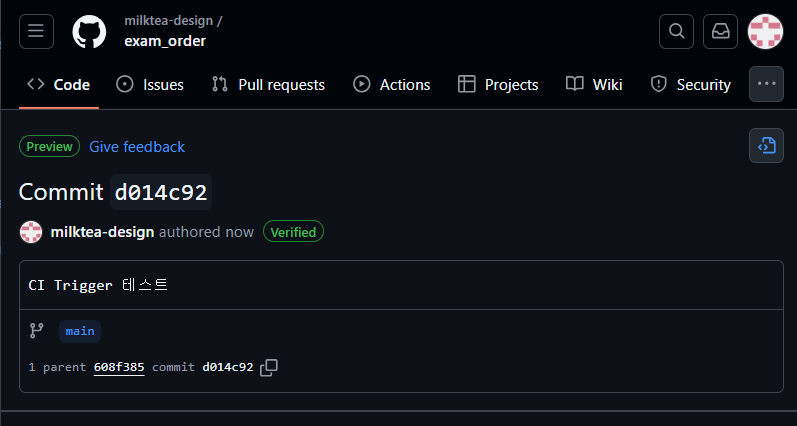 milktea-design /
exam_order
Code Issues Pull requests Actions Projects Wiki Security
Preview Give feedback
Commit d014c92
milktea-design authored now Verified
CI Trigger 테스트
main
1 parent 608f385 commit d014c92